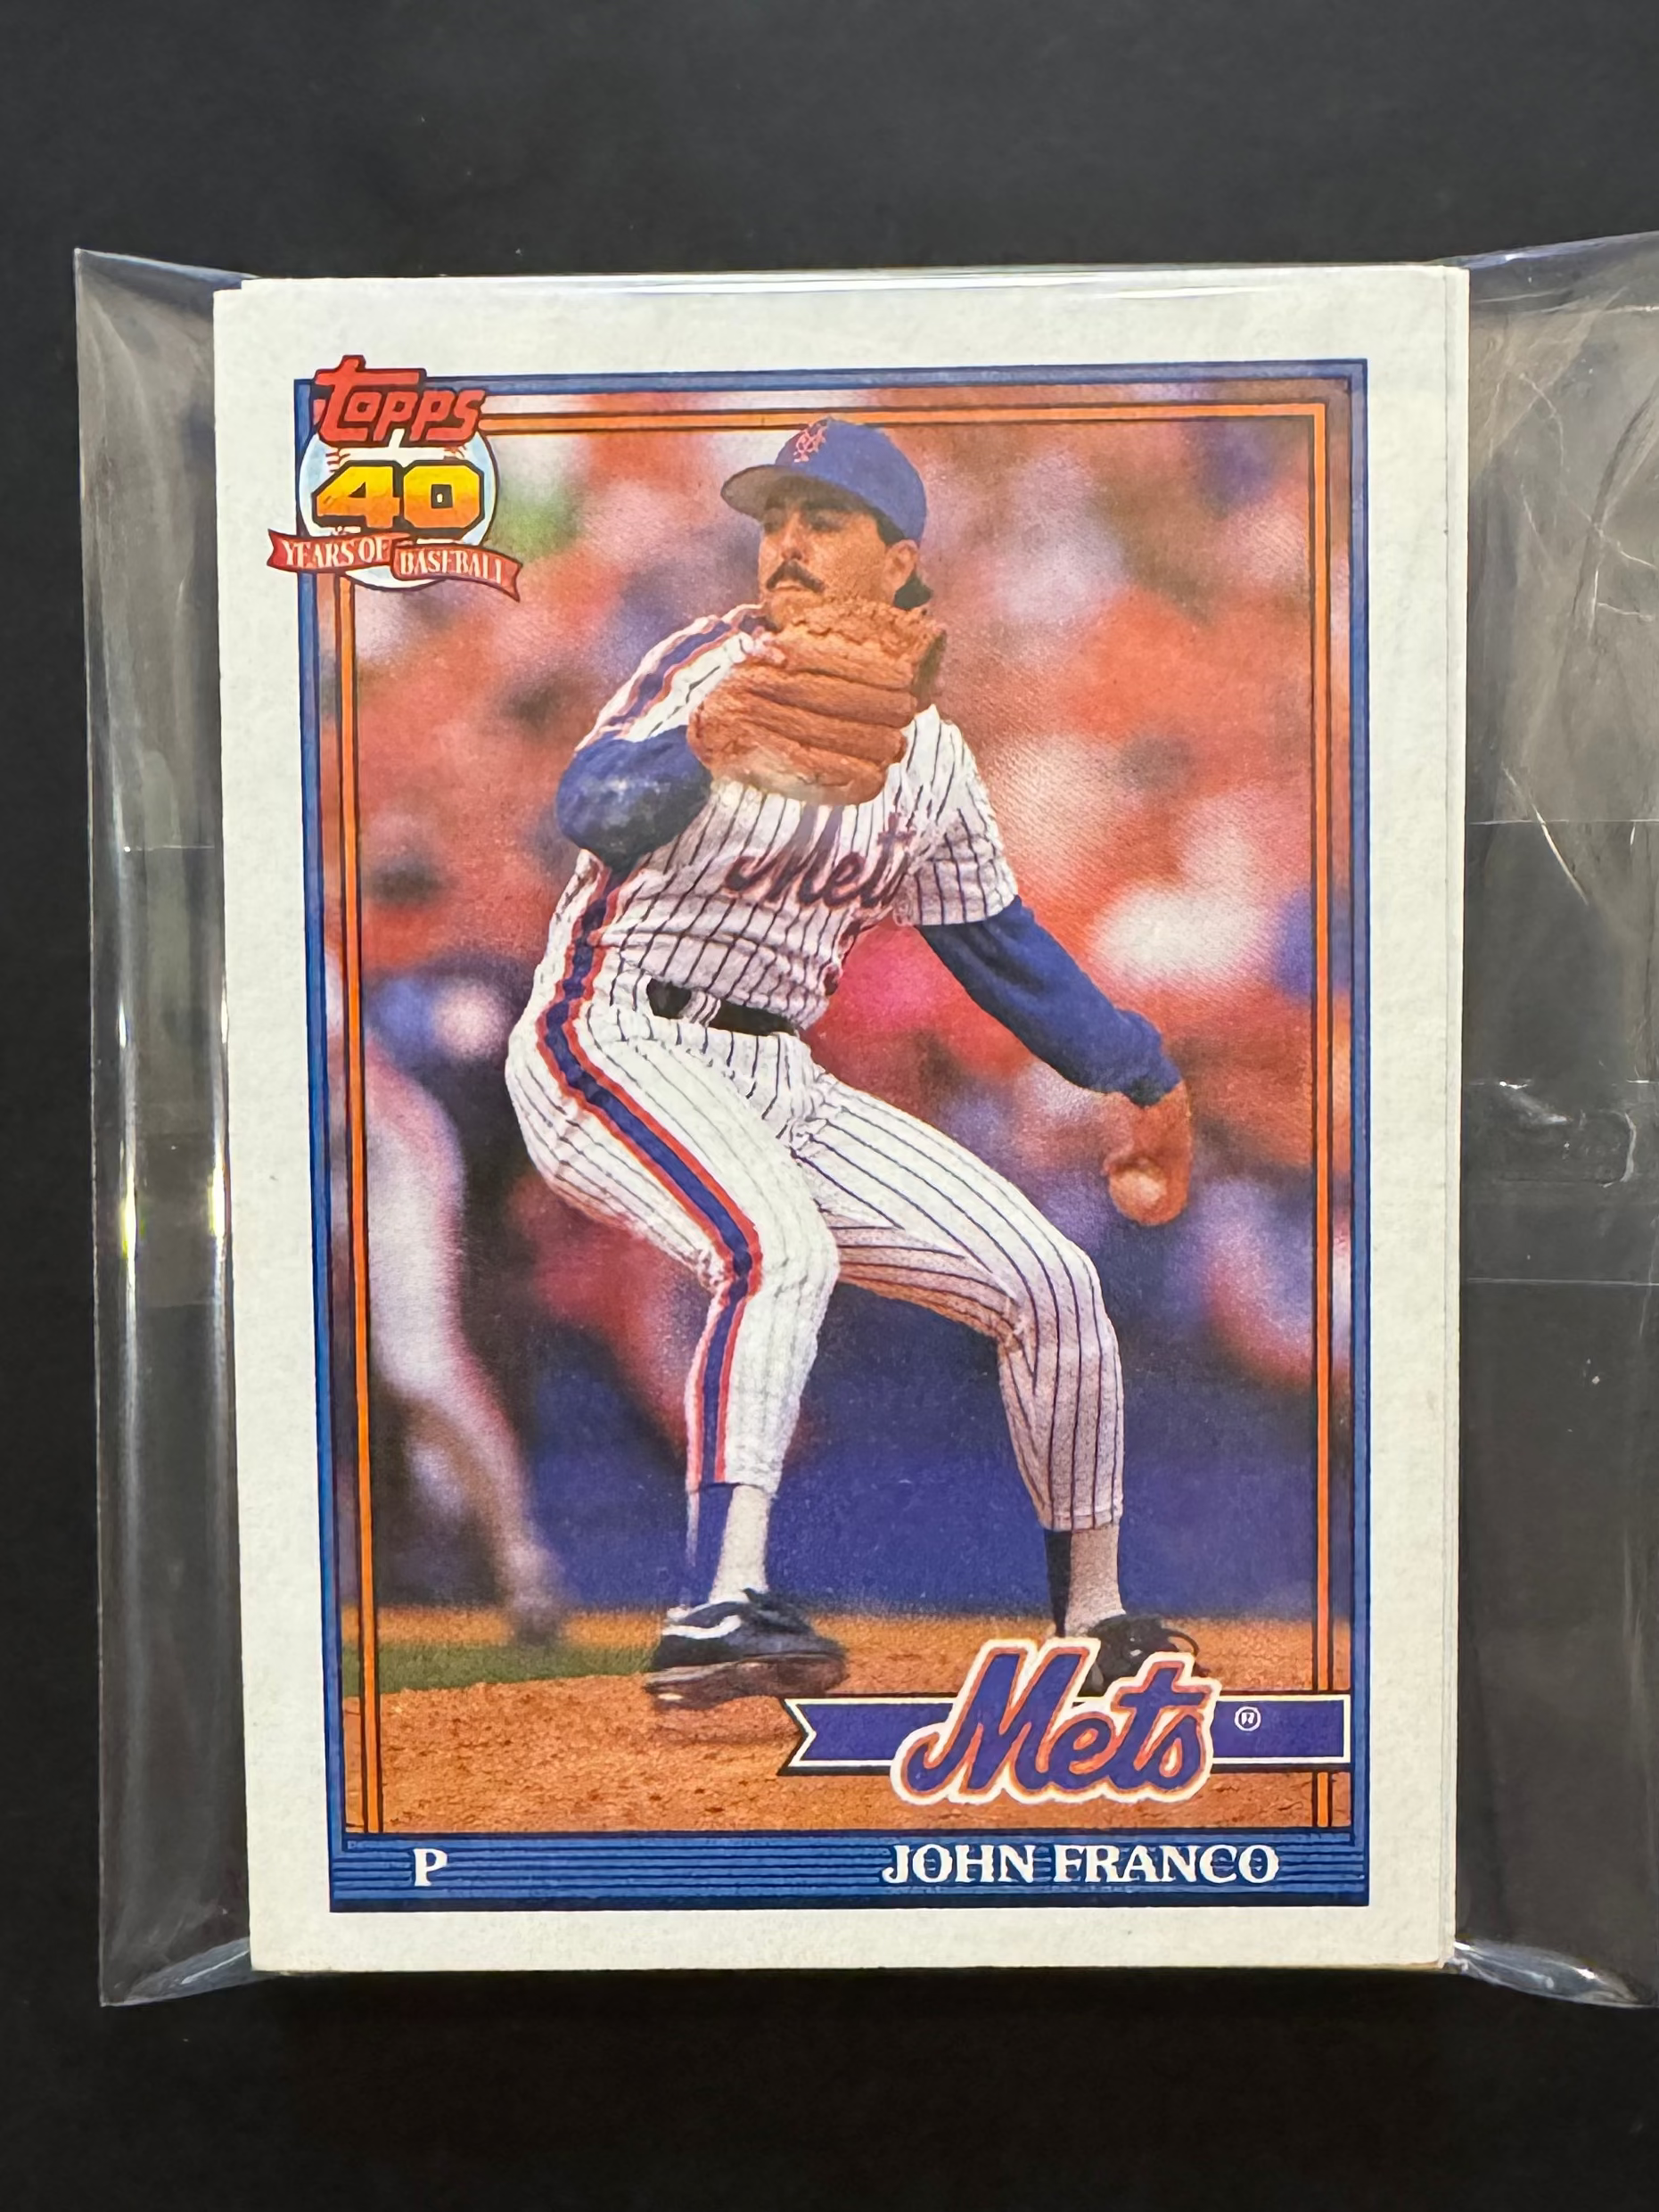 Topps
40
YEARS OF BASEBALL
Mets
Mets ®
P JOHN FRANCO